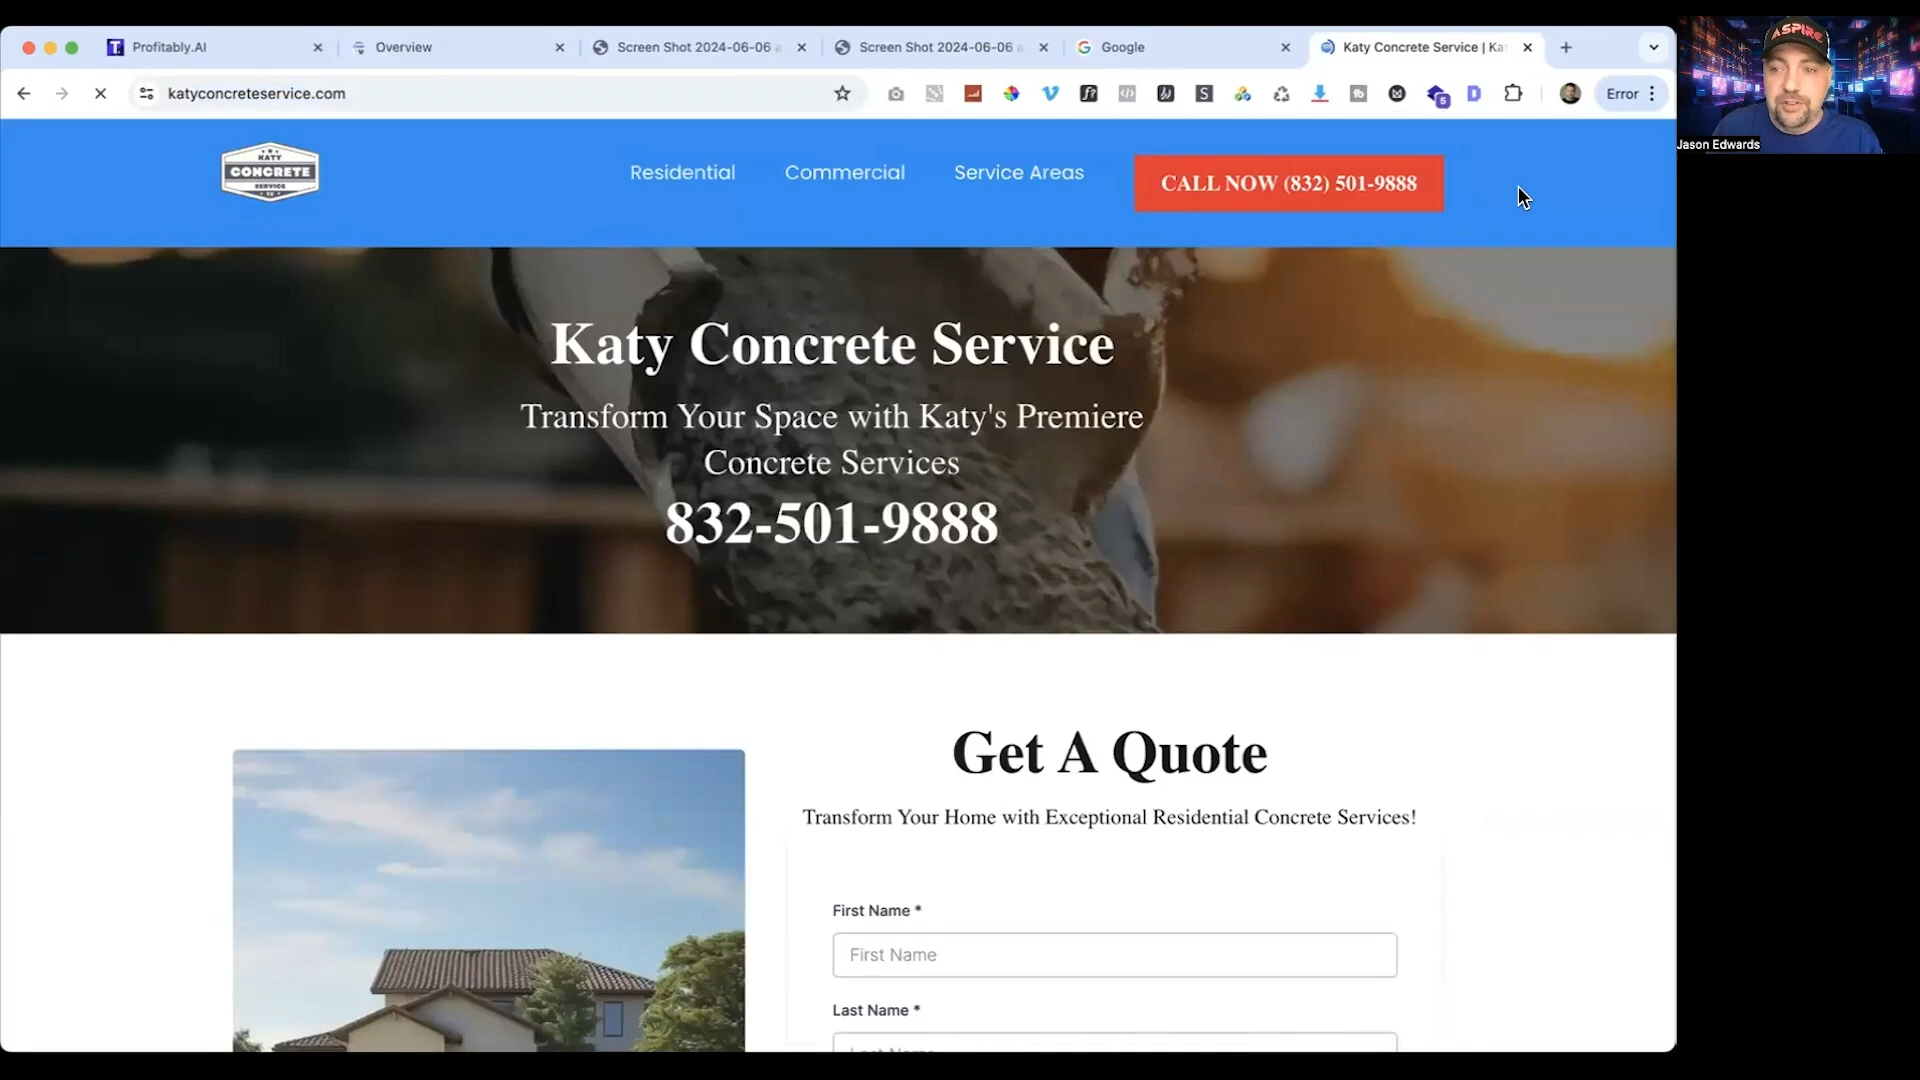 Profitably.AI
Overview
Screen Shot 2024-06-06
Screen Shot 2024-06-06
Google
Katy Concrete Service | Ka
katyconcreteservice.com
Error
5
ASPIRE
Jason Edwards
KATY
CONCRETE
SERVICE
Residential
Commercial
Service Areas
CALL NOW (832) 501-9888
Katy Concrete Service
Transform Your Space with Katy's Premiere
Concrete Services
832-501-9888
Get A Quote
Transform Your Home with Exceptional Residential Concrete Services!
First Name *
First Name
Last Name *